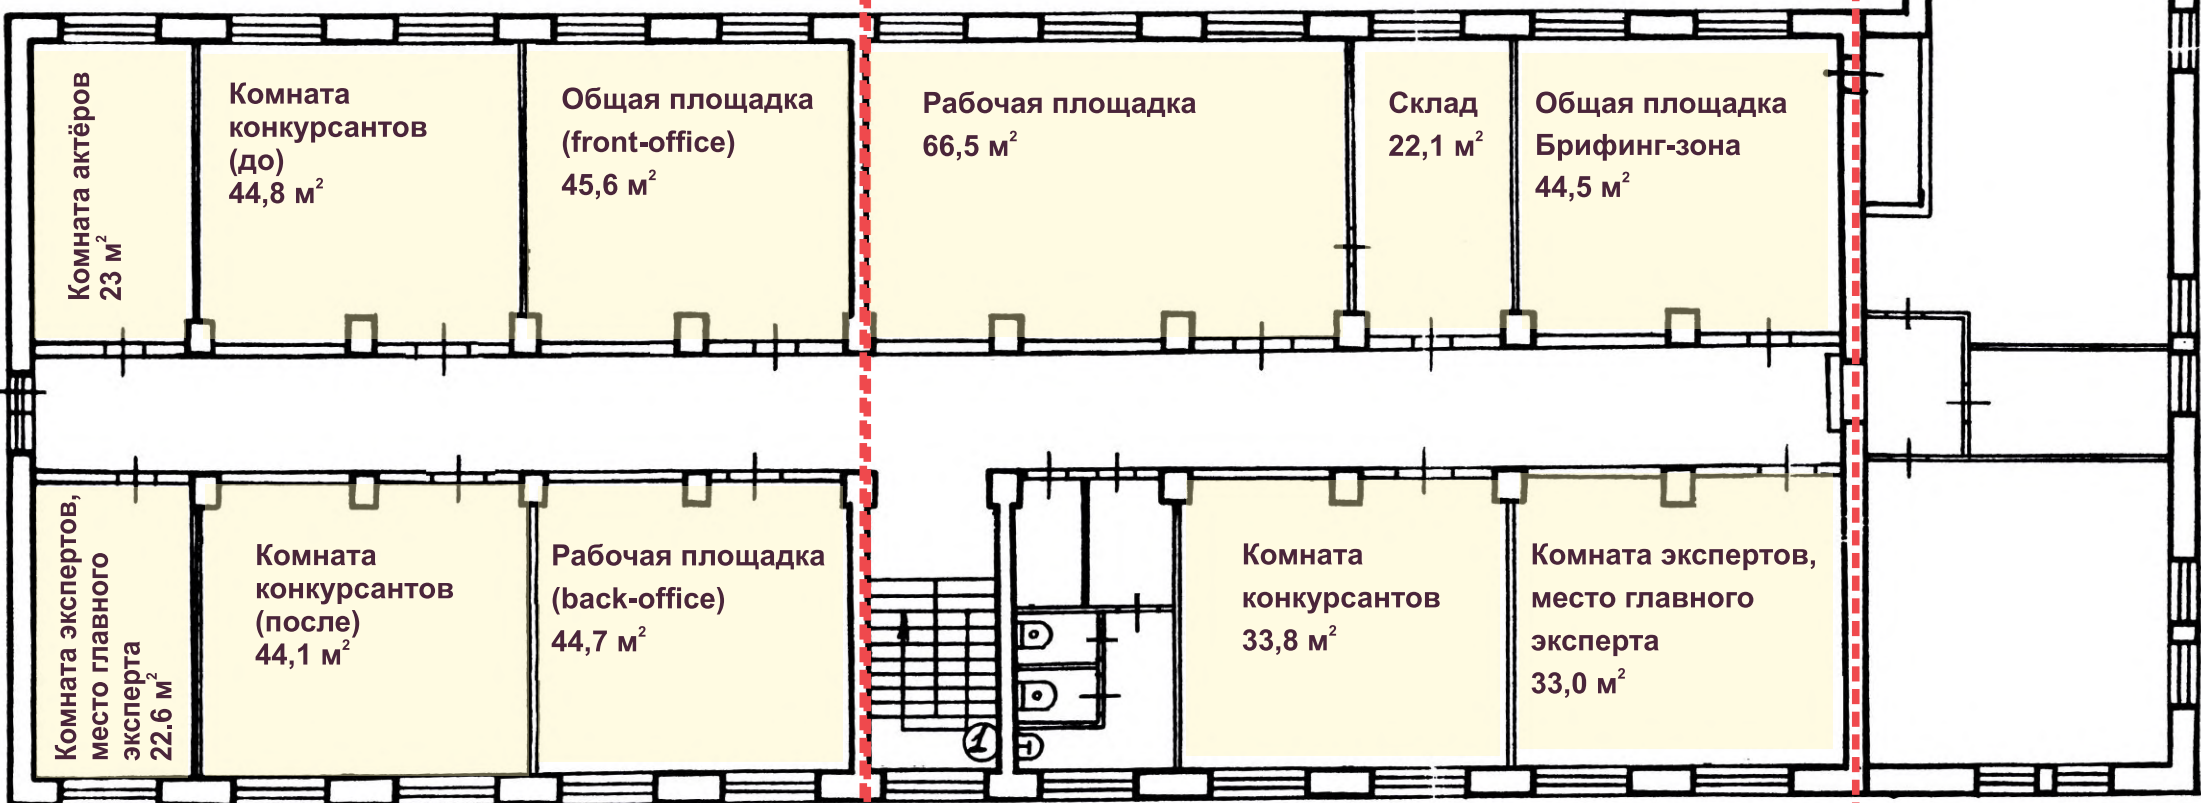 Комната актёров
23 м²
Комната
конкурсантов
(до)
44,8 м²
Общая площадка
(front-office)
45,6 м²
Рабочая площадка
66,5 м²
Склад
22,1 м²
Общая площадка
Брифинг-зона
44,5 м²
Комната экспертов,
место главного
эксперта
22.6 м²
Комната
конкурсантов
(после)
44,1 м²
Рабочая площадка
(back-office)
44,7 м²
1
Комната
конкурсантов
33,8 м²
Комната экспертов,
место главного
эксперта
33,0 м²